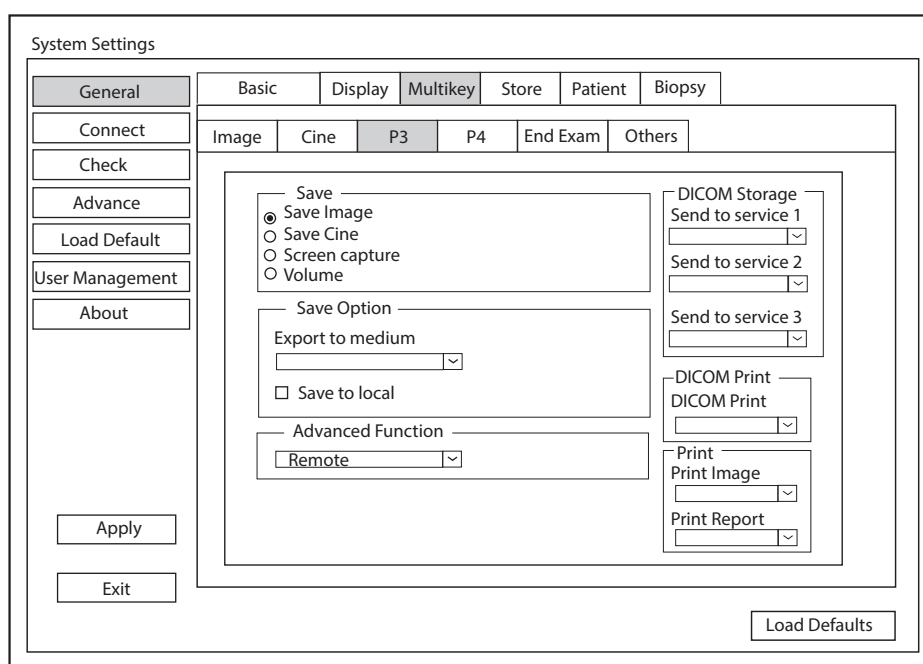 System Settings
General
Connect
Check
Advance
Load Default
User Management
About
Apply
Exit
Basic Display Multikey Store Patient Biopsy
Image Cine P3 P4 End Exam Others
Save
Save Image
Save Cine
Screen capture
Volume
Save Option
Export to medium
Save to local
Advanced Function
Remote
DICOM Storage
Send to service 1
Send to service 2
Send to service 3
DICOM Print
DICOM Print
Print
Print Image
Print Report
Load Defaults